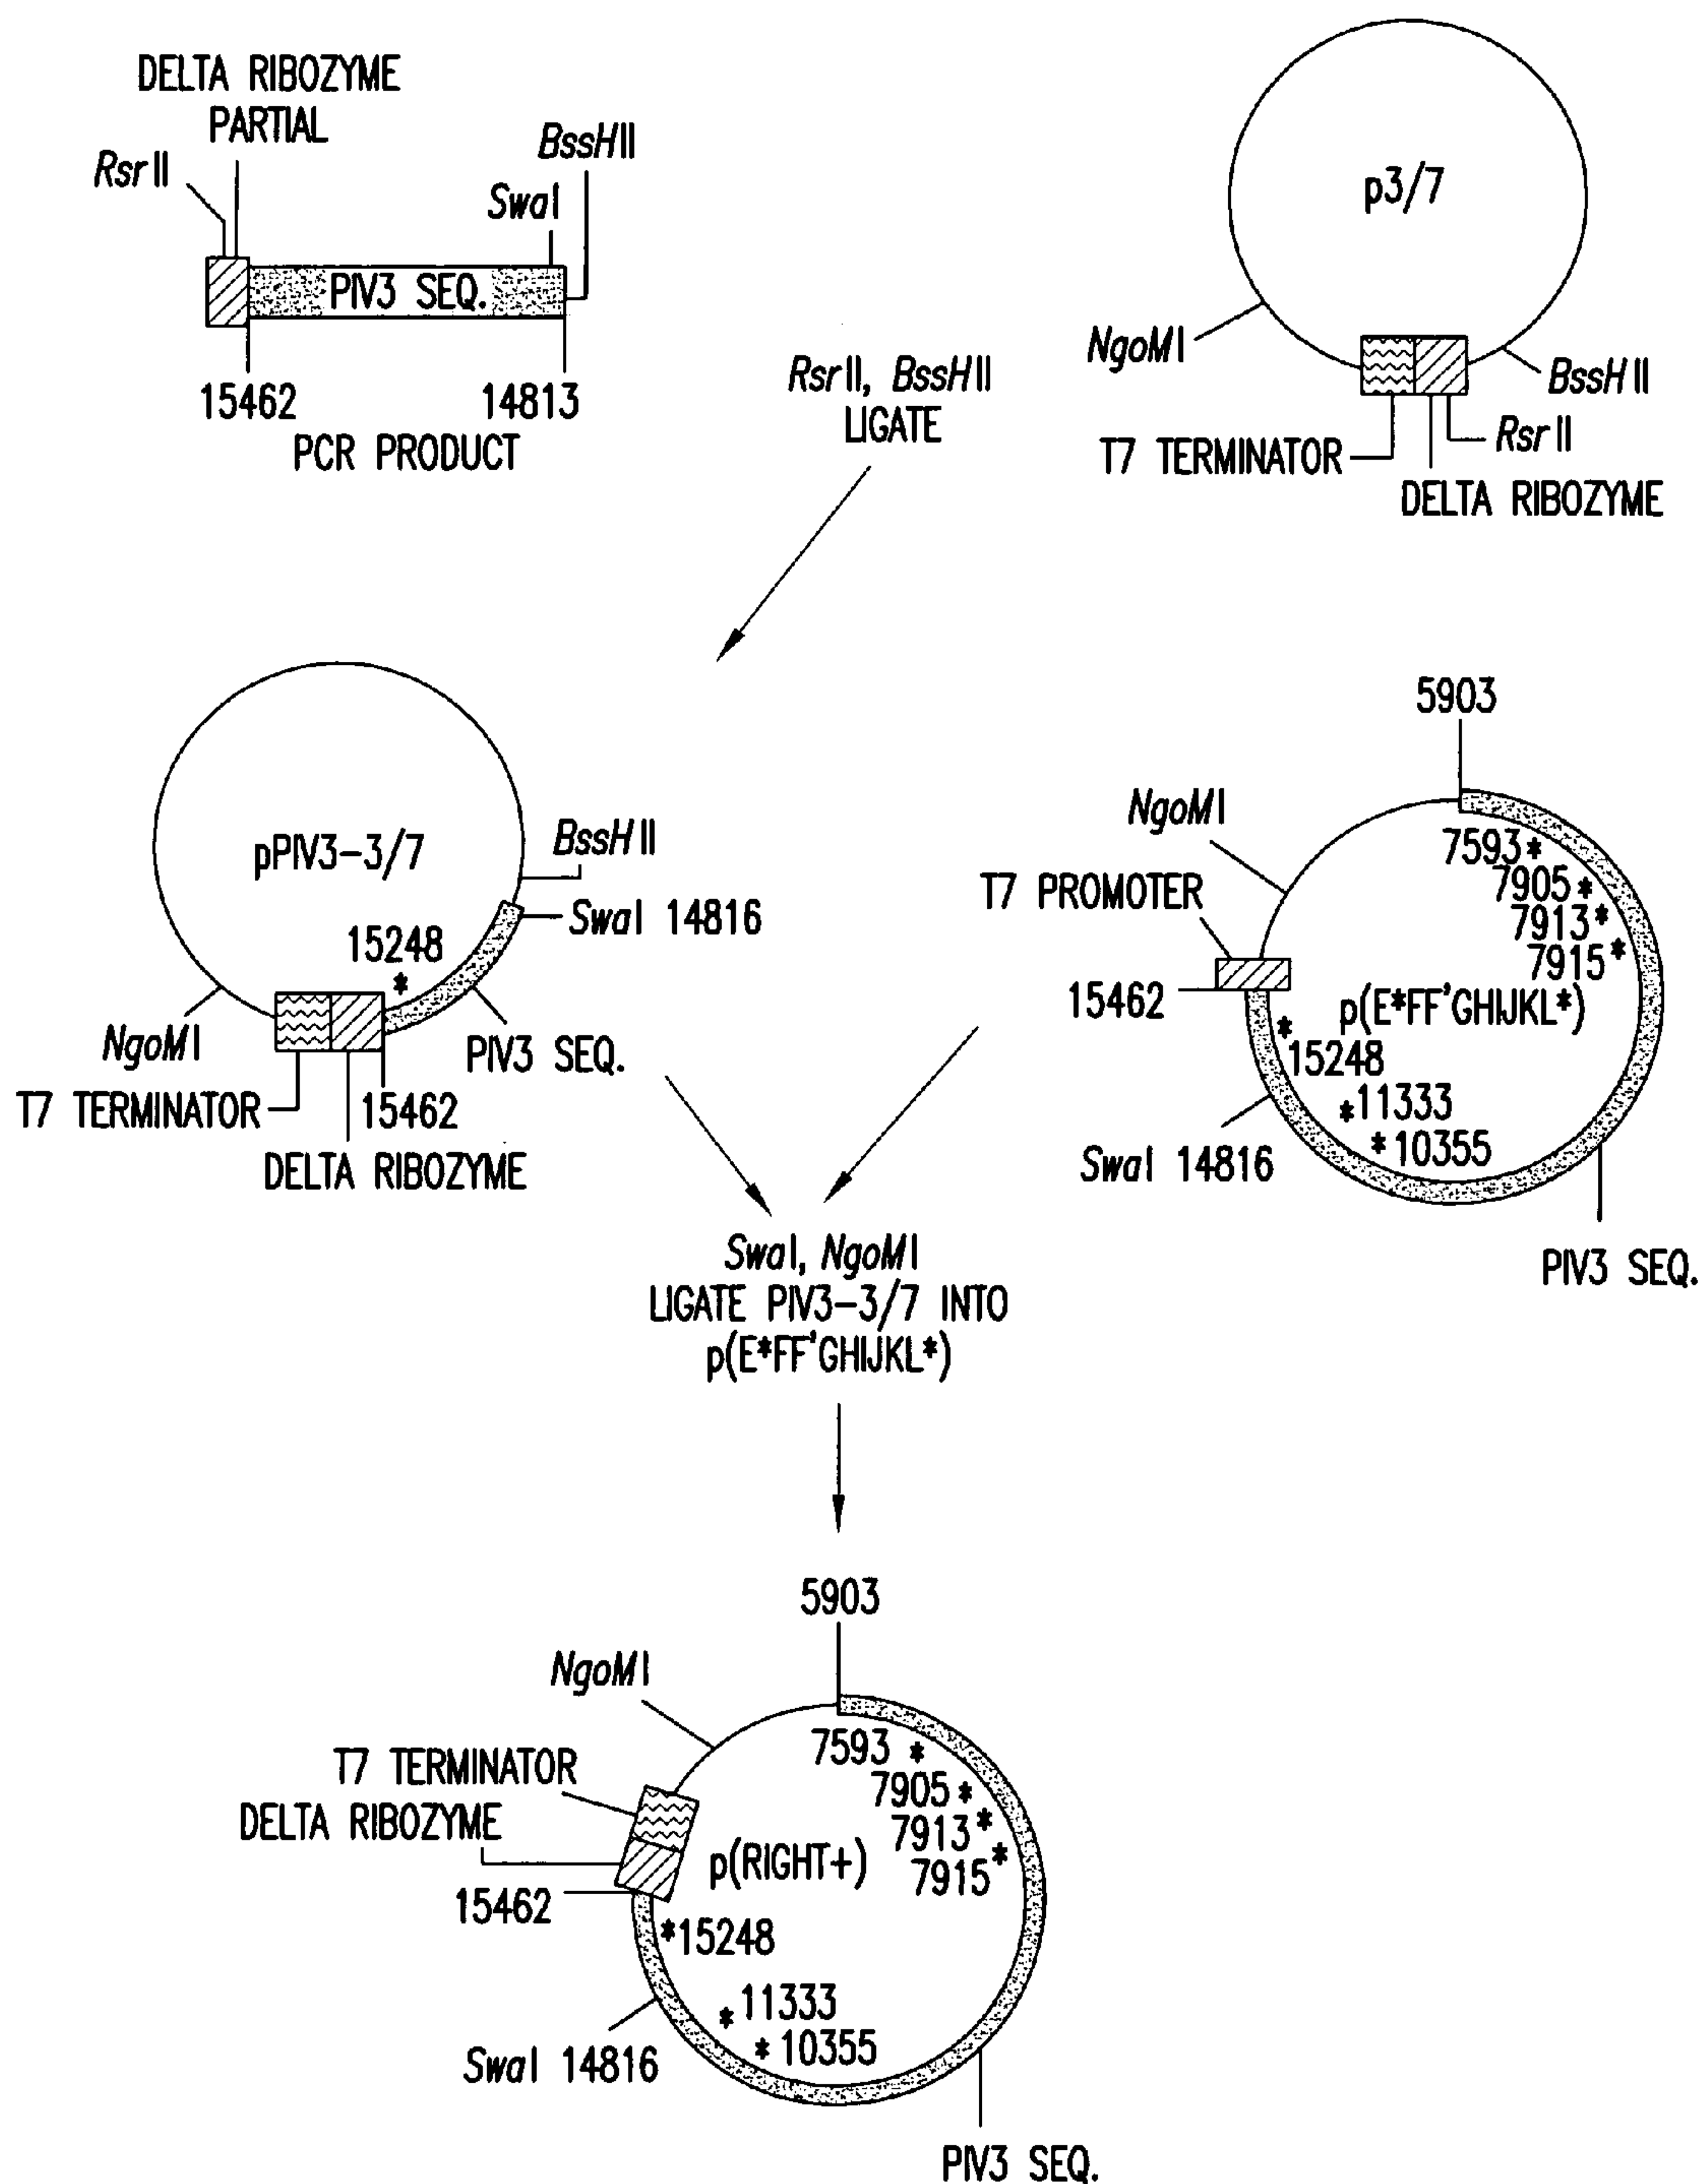 DELTA RIBOZYME
PARTIAL
RsrII
BssHII
SwaI
PIV3 SEQ.
15462
14813
PCR PRODUCT
p3/7
NgoMI
BssHII
RsrII
T7 TERMINATOR
DELTA RIBOZYME
RsrII, BssHII
LIGATE
pPIV3-3/7
BssHII
SwaI 14816
15248
*
NgoMI
PIV3 SEQ.
T7 TERMINATOR
15462
DELTA RIBOZYME
5903
NgoMI
7593*
7905*
7913*
7915*
T7 PROMOTER
15462
p(E*FF'GHIJKL*)
*15248
*11333
*10355
SwaI 14816
PIV3 SEQ.
SwaI, NgoMI
LIGATE PIV3-3/7 INTO
p(E*FF'GHIJKL*)
5903
NgoMI
7593 *
7905 *
7913*
7915*
T7 TERMINATOR
DELTA RIBOZYME
p(RIGHT+)
15462
*15248
*11333
*10355
SwaI 14816
PIV3 SEQ.